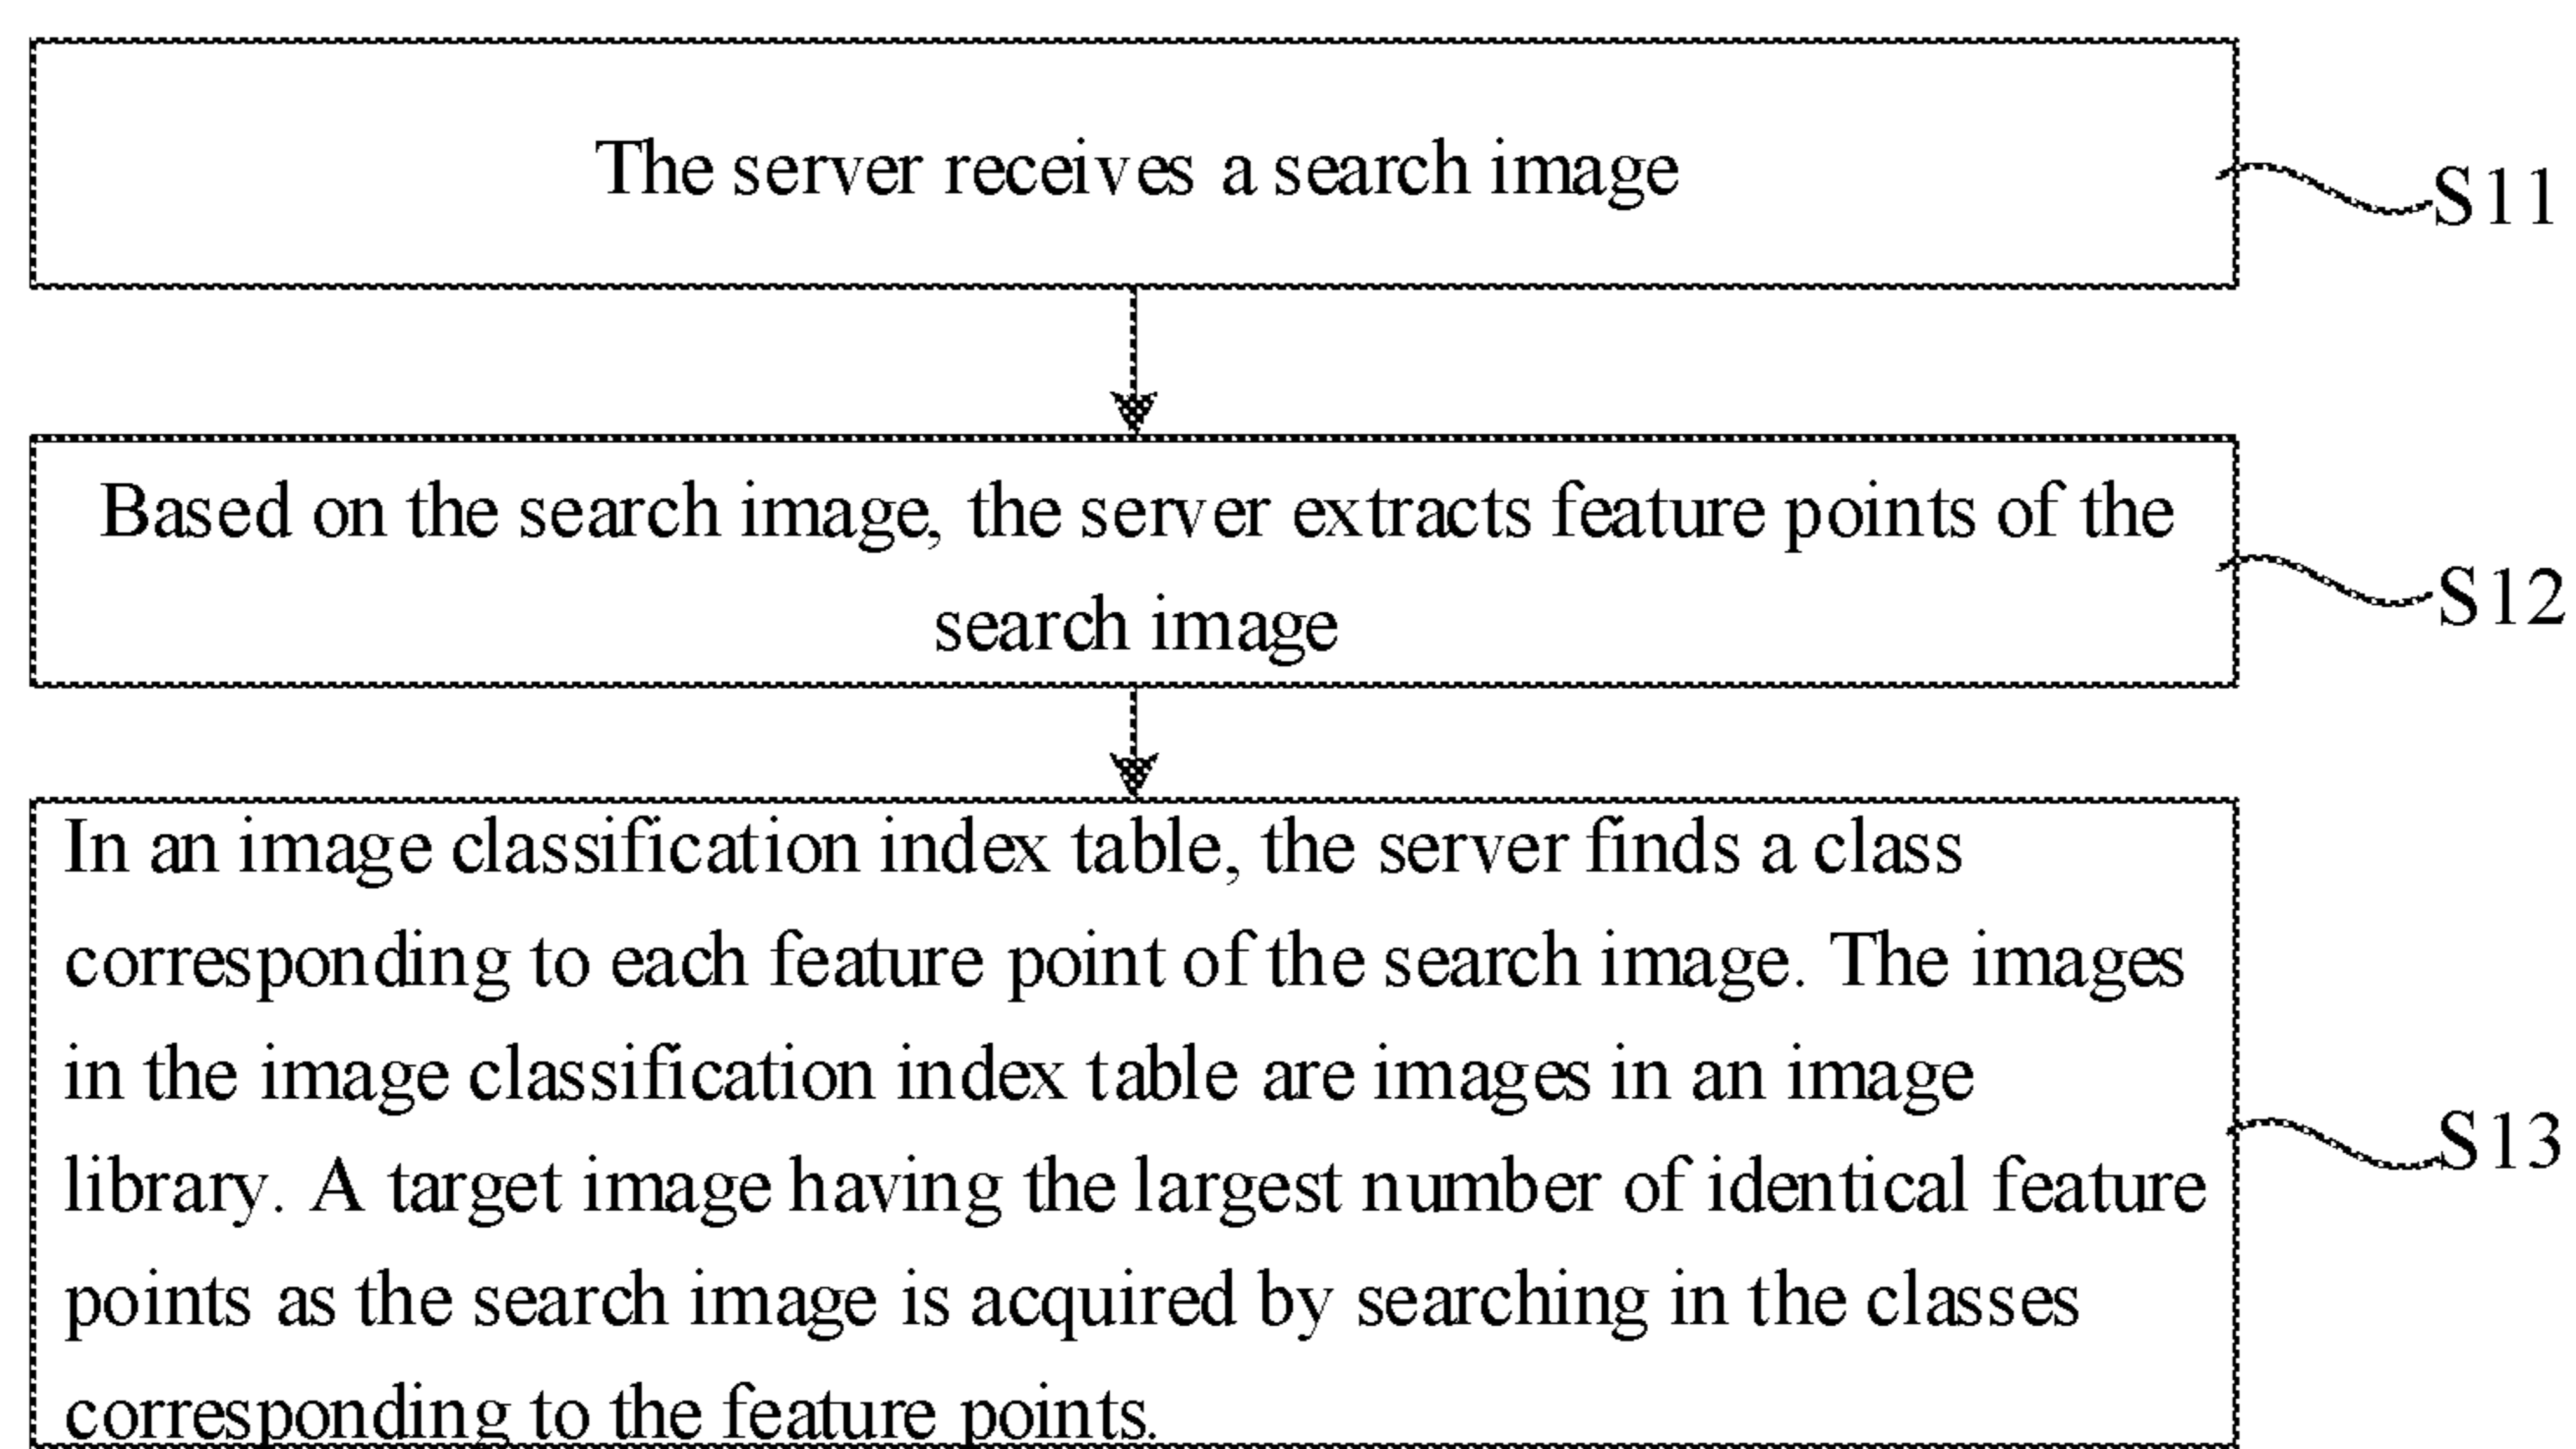 The server receives a search image
S11
Based on the search image, the server extracts feature points of the
search image
S12
In an image classification index table, the server finds a class
corresponding to each feature point of the search image. The images
in the image classification index table are images in an image
library. A target image having the largest number of identical feature
points as the search image is acquired by searching in the classes
corresponding to the feature points.
S13